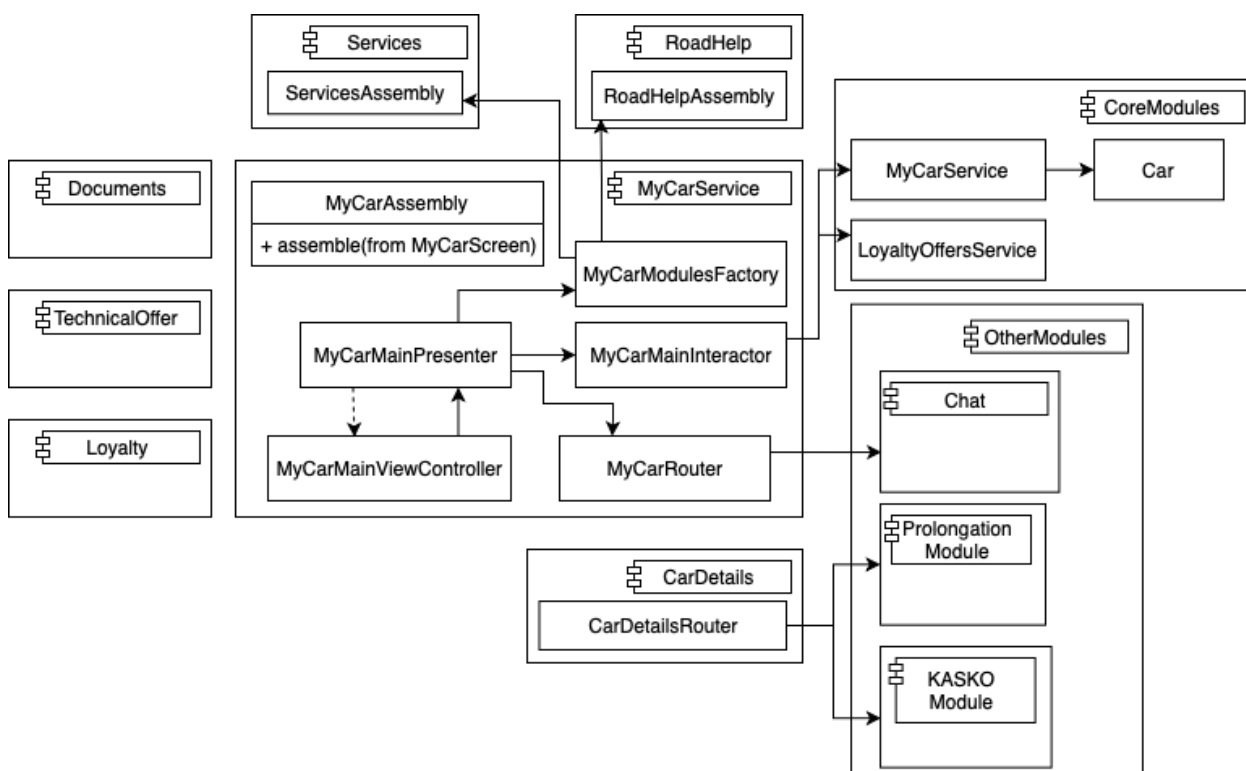 Services
ServicesAssembly
RoadHelp
RoadHelpAssembly
CoreModules
MyCarService
Car
LoyaltyOffersService
Documents
TechnicalOffer
Loyalty
MyCarService
MyCarAssembly
+ assemble(from MyCarScreen)
MyCarModulesFactory
MyCarMainPresenter
MyCarMainInteractor
MyCarMainViewController
MyCarRouter
OtherModules
Chat
Prolongation
Module
KASKO
Module
CarDetails
CarDetailsRouter